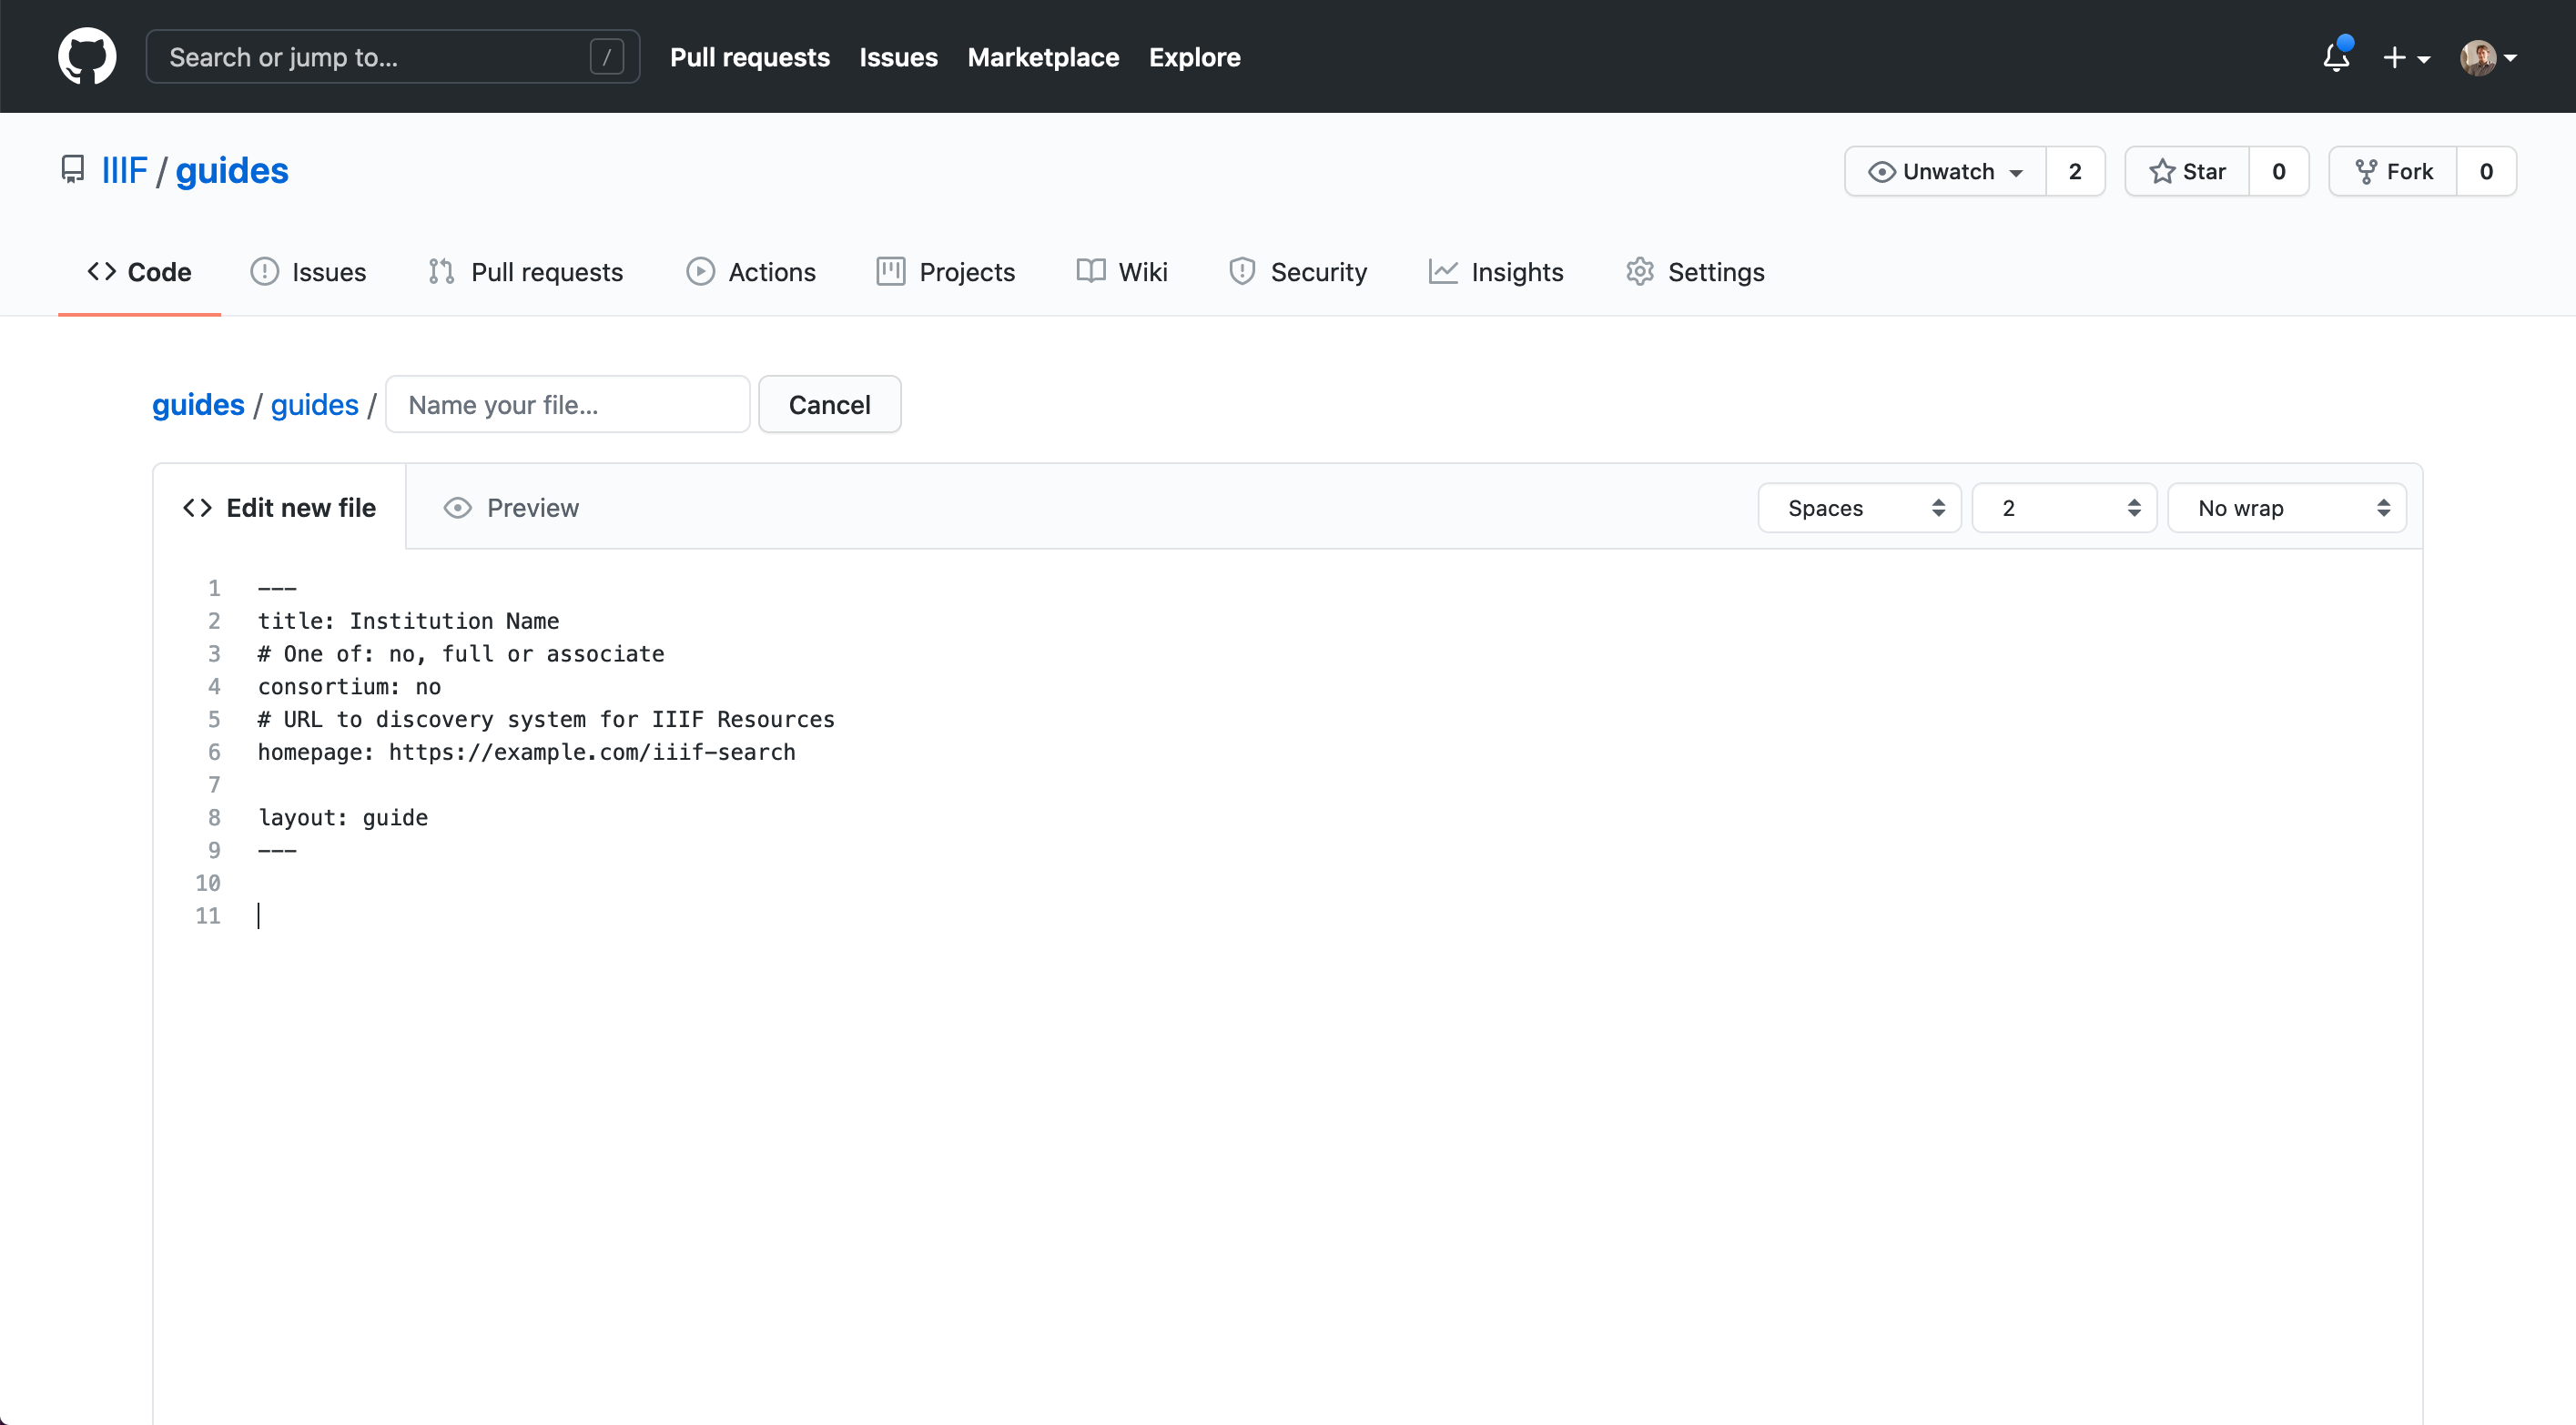 Search or jump to... /
Pull requests Issues Marketplace Explore
IIIF / guides
Unwatch 2 Star 0 Fork 0
Code Issues Pull requests Actions Projects Wiki Security Insights Settings
guides / guides / Name your file... Cancel
Edit new file Preview Spaces 2 No wrap
1 ---
2 title: Institution Name
3 # One of: no, full or associate
4 consortium: no
5 # URL to discovery system for IIIF Resources
6 homepage: https://example.com/iiif-search
7
8 layout: guide
9 ---
10
11